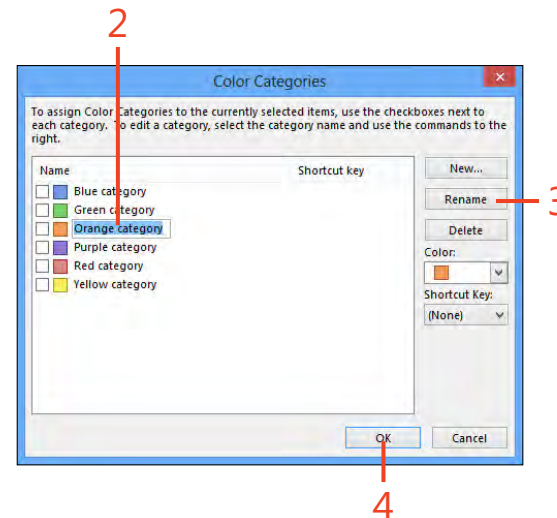 2
Color Categories
To assign Color Categories to the currently selected items, use the checkboxes next to
each category. To edit a category, select the category name and use the commands to the
right.
Name Shortcut key
Blue category
Green category
Orange category
Purple category
Red category
Yellow category
New...
Rename
3
Delete
Color:
Shortcut Key:
(None)
OK
Cancel
4